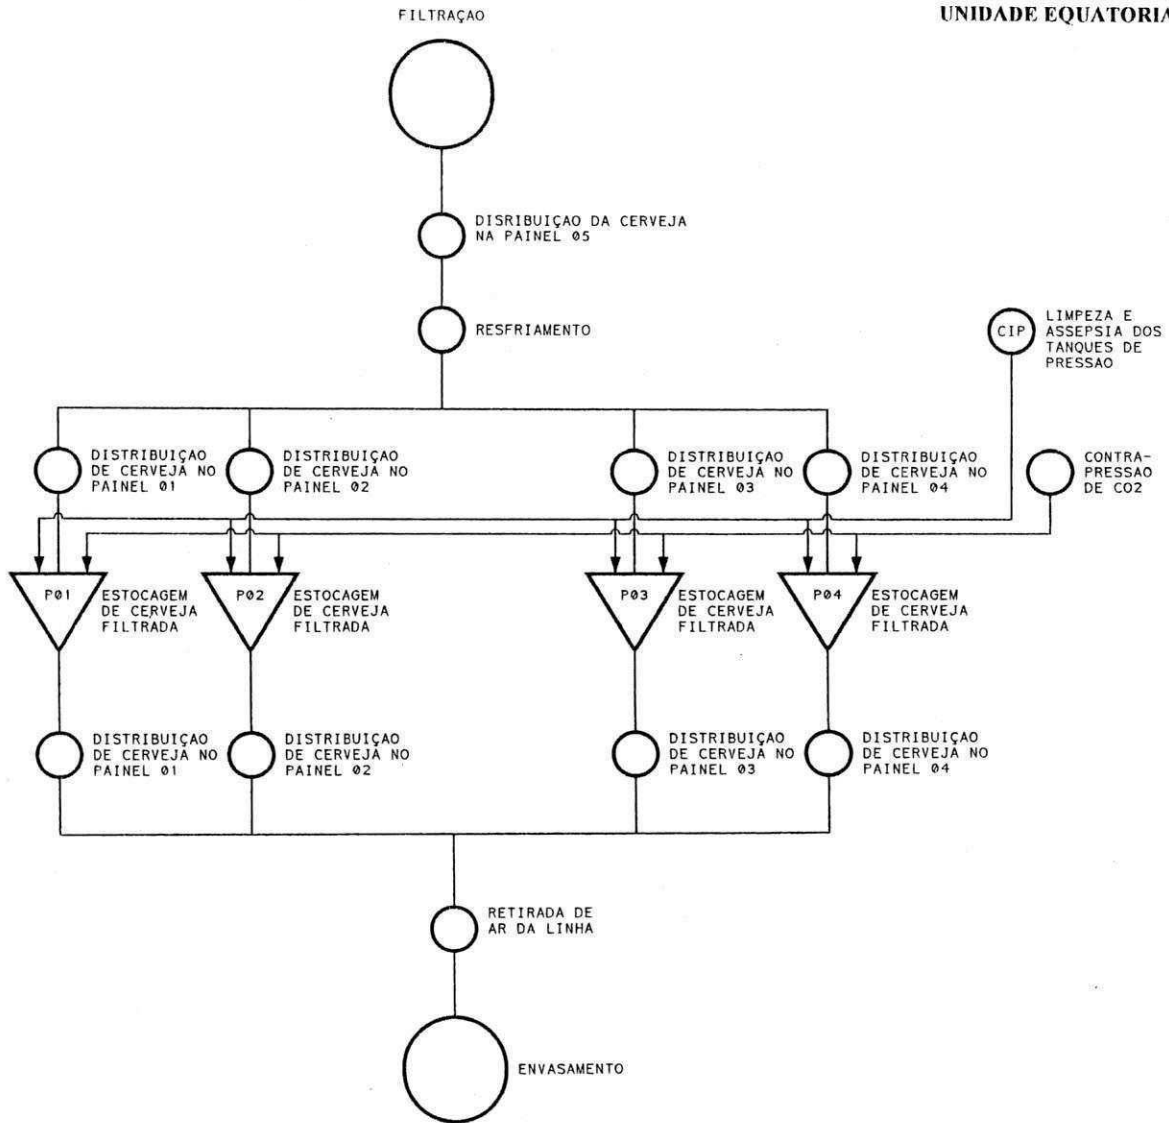 FILTRAÇAO
UNIDADE EQUATORIA
DISRIBUIÇAO DA CERVEJA
NA PAINEL 05
RESFRIAMENTO
CIP
LIMPEZA E
ASSEPSIA DOS
TANQUES DE
PRESSAO
DISTRIBUIÇAO
DE CERVEJA NO
PAINEL 01
DISTRIBUIÇAO
DE CERVEJA NO
PAINEL 02
DISTRIBUIÇAO
DE CERVEJA NO
PAINEL 03
DISTRIBUIÇAO
DE CERVEJA NO
PAINEL 04
CONTRA-
PRESSAO
DE CO2
P01
ESTOCAGEM
DE CERVEJA
FILTRADA
P02
ESTOCAGEM
DE CERVEJA
FILTRADA
P03
ESTOCAGEM
DE CERVEJA
FILTRADA
P04
ESTOCAGEM
DE CERVEJA
FILTRADA
DISTRIBUIÇAO
DE CERVEJA NO
PAINEL 01
DISTRIBUIÇAO
DE CERVEJA NO
PAINEL 02
DISTRIBUIÇAO
DE CERVEJA NO
PAINEL 03
DISTRIBUIÇAO
DE CERVEJA NO
PAINEL 04
RETIRADA DE
AR DA LINHA
ENVASAMENTO